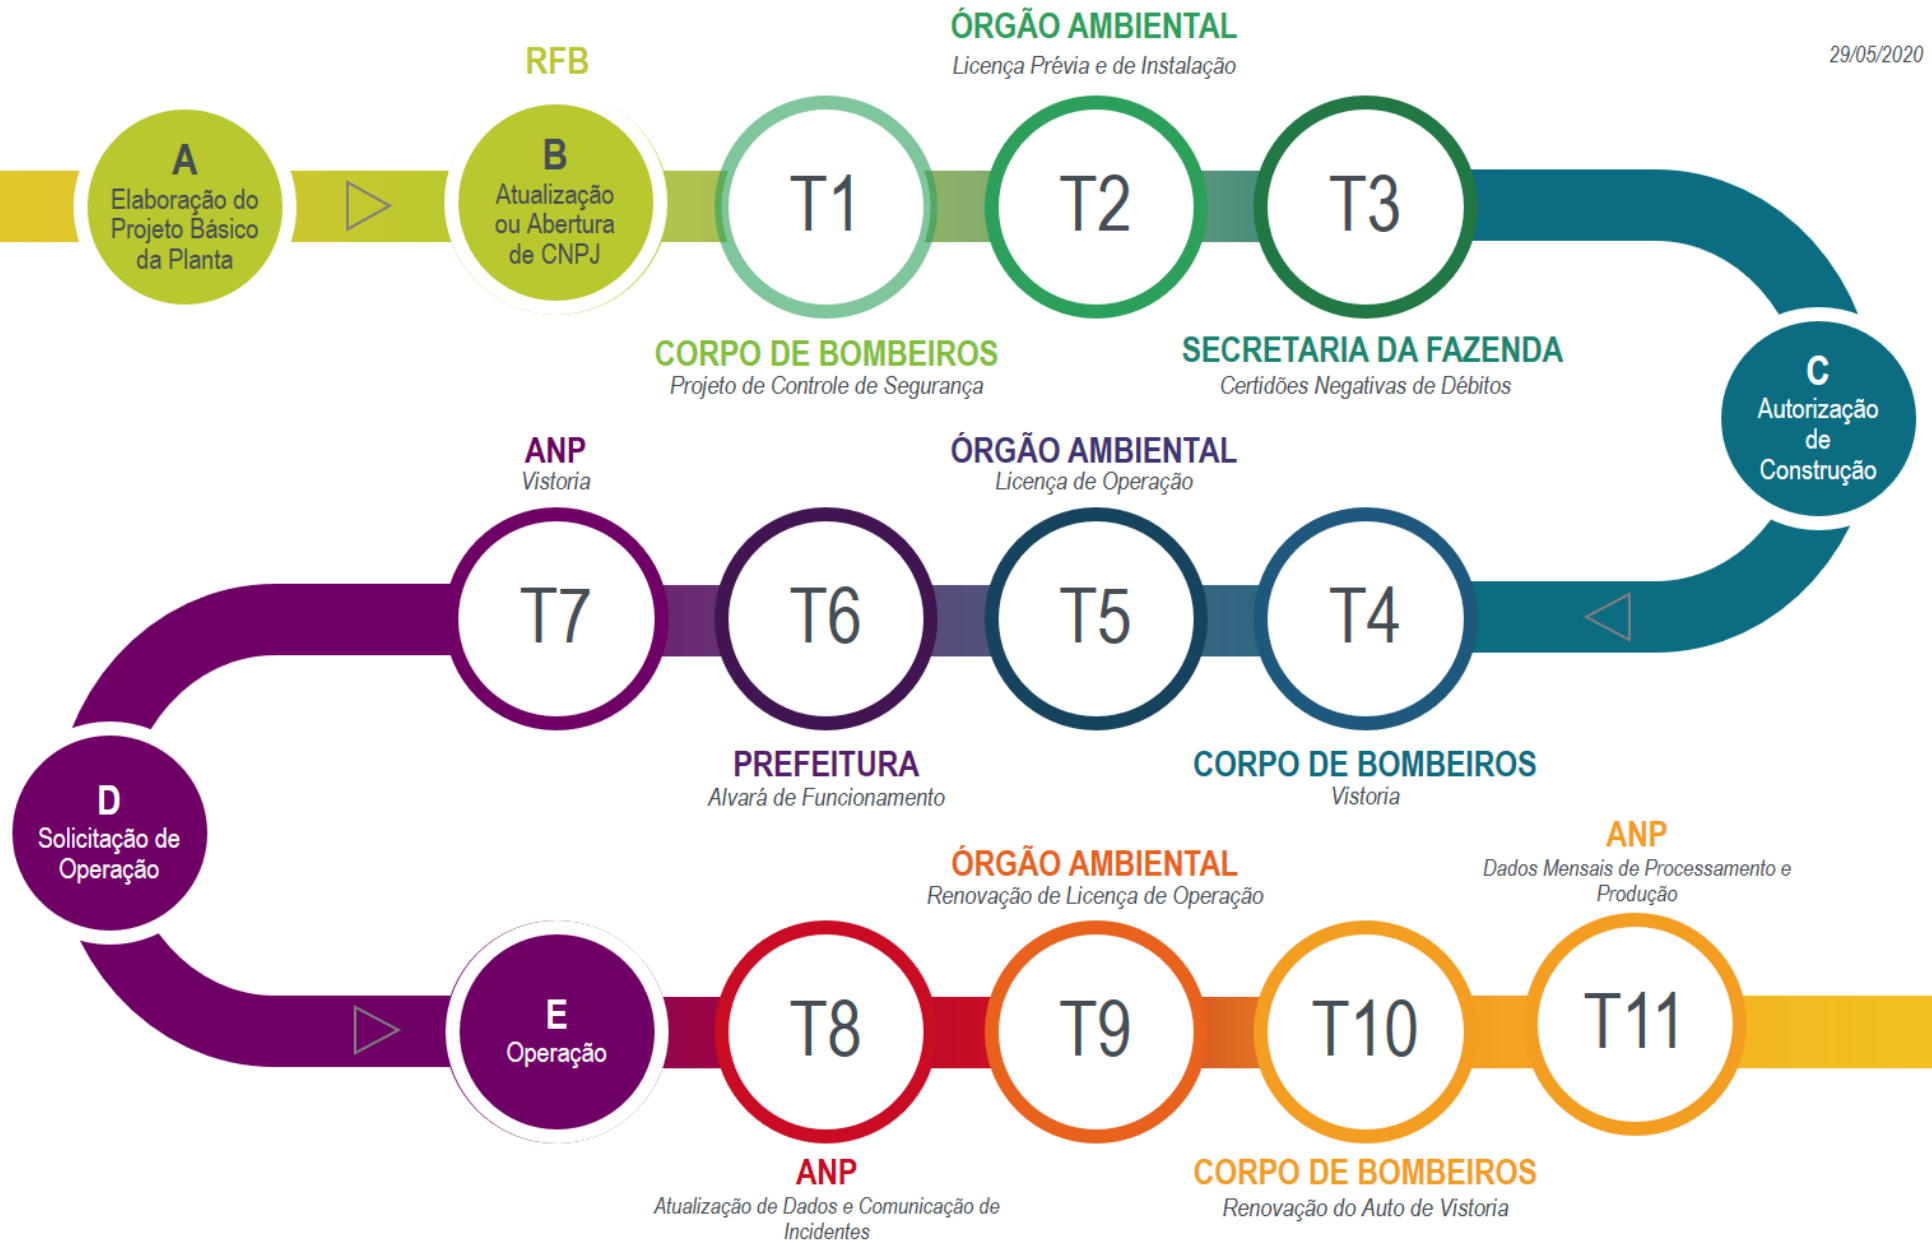 29/05/2020
RFB
ÓRGÃO AMBIENTAL
Licença Prévia e de Instalação
A
Elaboração do
Projeto Básico
da Planta
B
Atualização
ou Abertura
de CNPJ
T1
T2
T3
CORPO DE BOMBEIROS
Projeto de Controle de Segurança
SECRETARIA DA FAZENDA
Certidões Negativas de Débitos
C
Autorização
de
Construção
CORPO DE BOMBEIROS
Vistoria
T4
ÓRGÃO AMBIENTAL
Licença de Operação
T5
T6
PREFEITURA
Alvará de Funcionamento
ANP
Vistoria
T7
D
Solicitação de
Operação
E
Operação
T8
ANP
Atualização de Dados e Comunicação de
Incidentes
ÓRGÃO AMBIENTAL
Renovação de Licença de Operação
T9
T10
CORPO DE BOMBEIROS
Renovação do Auto de Vistoria
ANP
Dados Mensais de Processamento e
Produção
T11